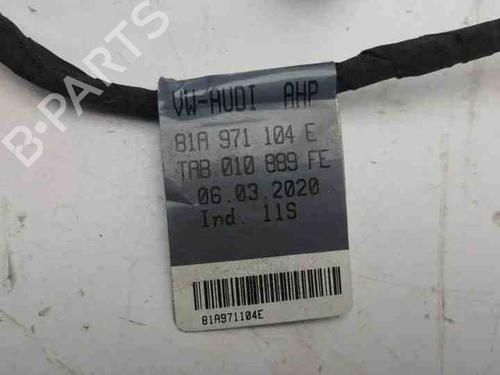 VW-AUDI AHP
81A 971 104 E
TAB 010 889 FE
06.03.2020
Ind. 11S
81A971104E
B-PARTS